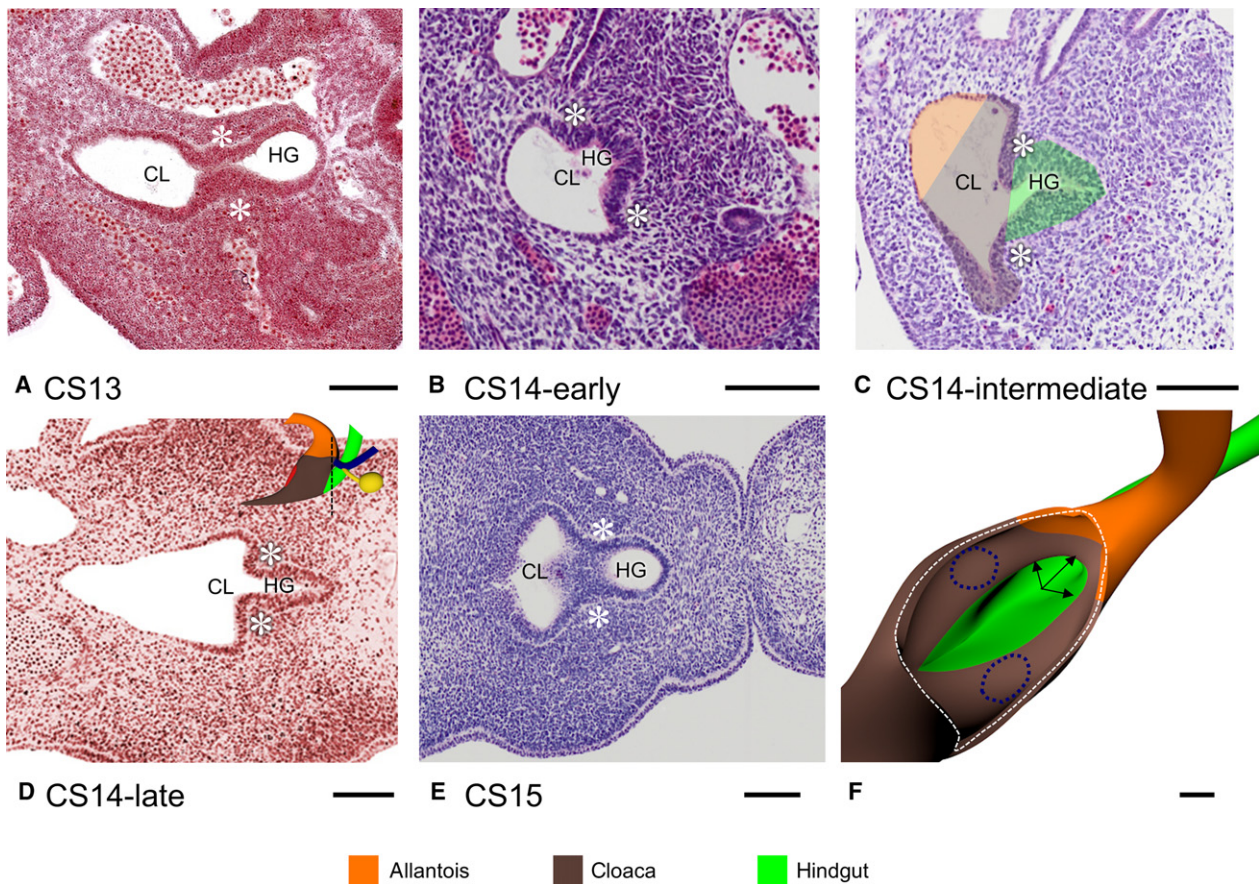 CL HG
HG
CL
CL HG
A CS13
B CS14-early
C CS14-intermediate
CL HG
CL HG
D CS14-late
E CS15
F
Allantois Cloaca Hindgut